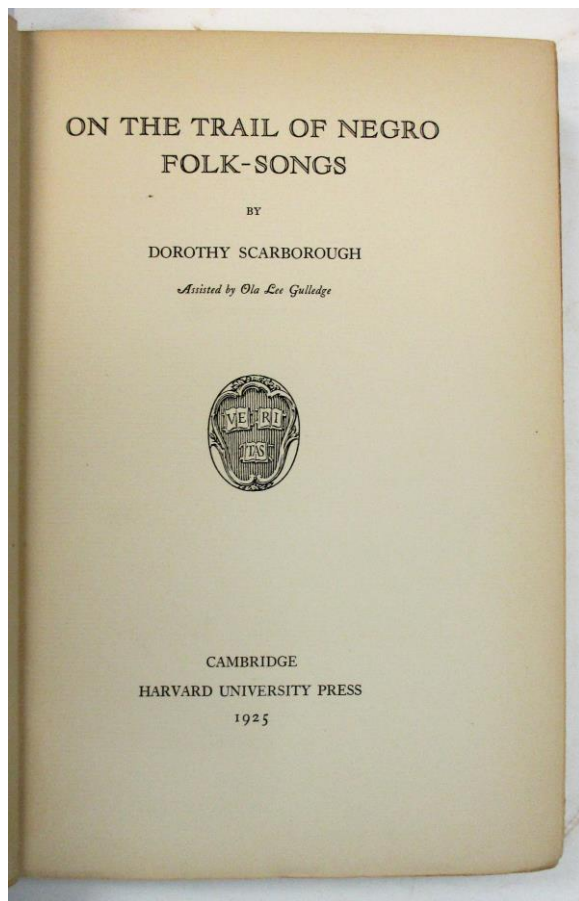 ON THE TRAIL OF NEGRO
FOLK-SONGS
BY
DOROTHY SCARBOROUGH
Assisted by Ola Lee Gulledge
VE RI
TAS
CAMBRIDGE
HARVARD UNIVERSITY PRESS
1925